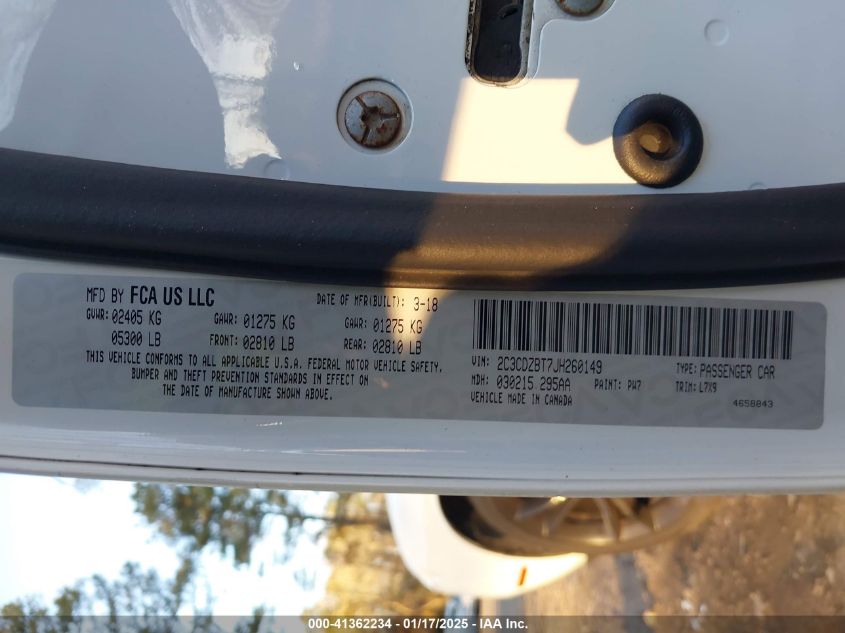 MFD BY FCA US LLC
DATE OF MFR(BUILT): 3-18
GVWR: 02405 KG GAWR: 01275 KG GAWR: 01275 KG
05300 LB FRONT: 02810 LB REAR: 02810 LB
THIS VEHICLE CONFORMS TO ALL APPLICABLE U.S.A. FEDERAL MOTOR VEHICLE SAFETY,
BUMPER AND THEFT PREVENTION STANDARDS IN EFFECT ON
THE DATE OF MANUFACTURE SHOWN ABOVE.
VIN: 2C3CDZBT7JH260149 TYPE: PASSENGER CAR
MDH: 030215 295AA PAINT: PW7 TRIM: L7X9
VEHICLE MADE IN CANADA
4658843
000-41362234 — 01/17/2025 — IAA Inc.